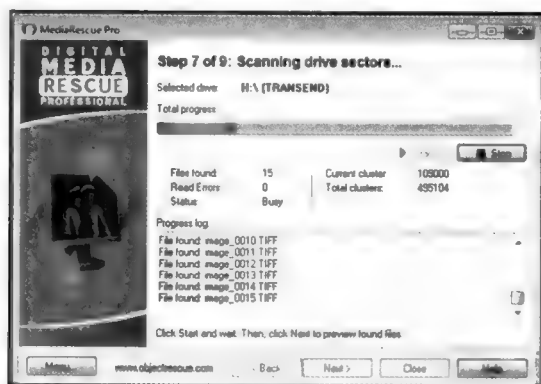 MediaRescue Pro
DIGITAL
MEDIA
RESCUE
PROFESSIONAL
Step 7 of 9: Scanning drive sectors...
Selected drive: H:\ (TRANSEND)
Total progress
Stop
Files found: 15
Read Errors 0
Status Busy
Current cluster 109000
Total clusters: 495104
Progress log
File found: image_0010 TIFF
File found: image_0011 TIFF
File found: image_0012 TIFF
File found: image_0013 TIFF
File found: image_0014 TIFF
File found: image_0015 TIFF
Click Start and wait. Then, click Next to preview found files
Menu www.objectrescue.com Back Next > Close Help